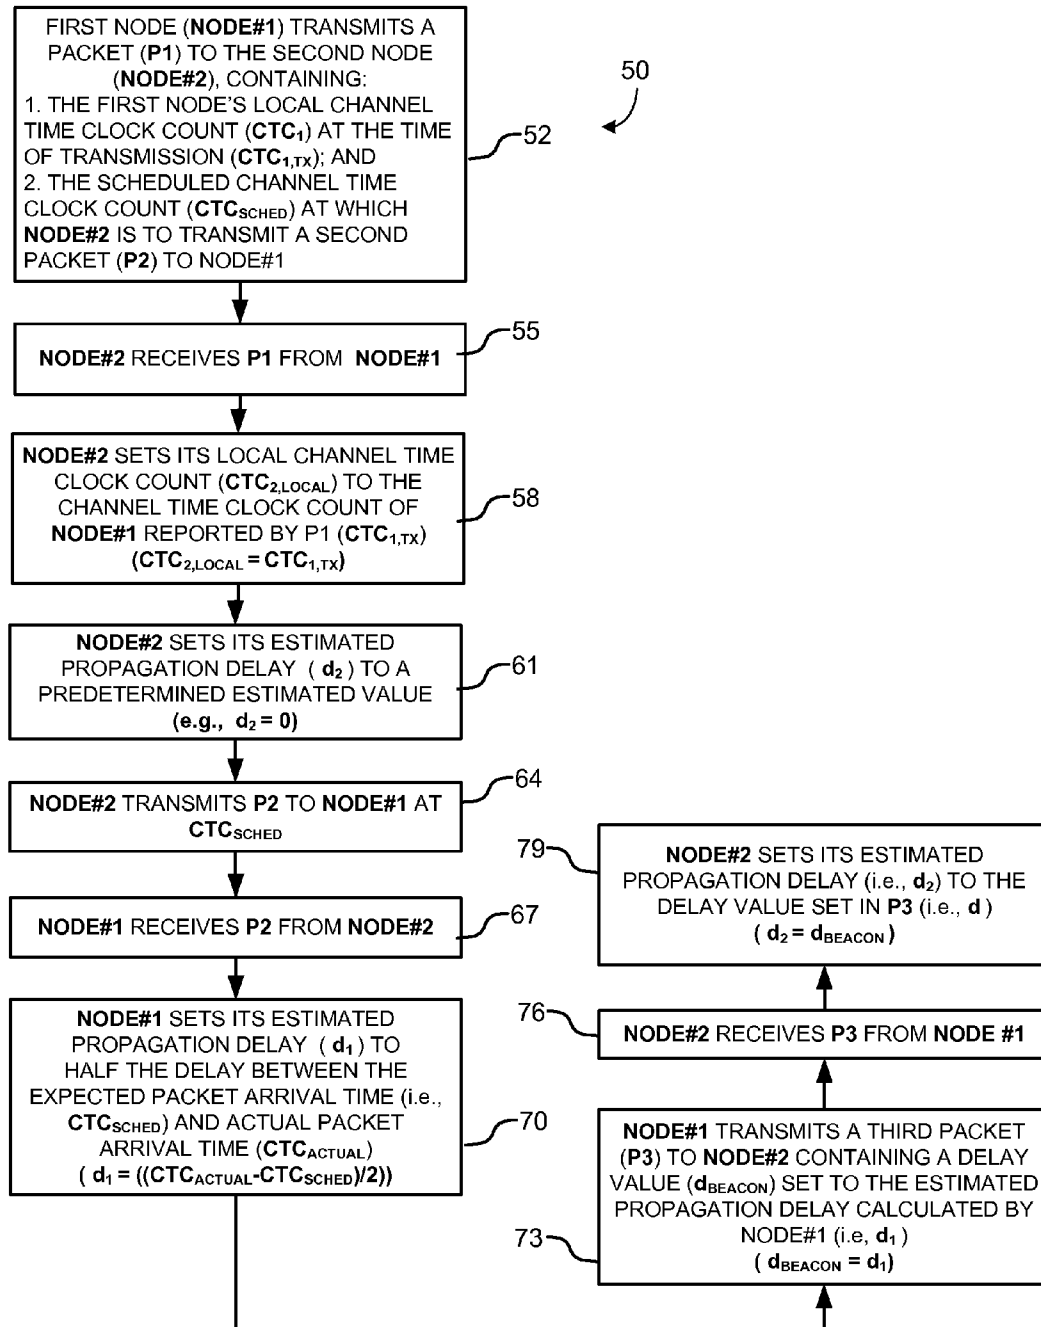 FIRST NODE (NODE#1) TRANSMITS A
PACKET (P1) TO THE SECOND NODE
(NODE#2), CONTAINING:
1. THE FIRST NODE'S LOCAL CHANNEL
TIME CLOCK COUNT (CTC1) AT THE TIME
OF TRANSMISSION (CTC1,TX); AND
2. THE SCHEDULED CHANNEL TIME
CLOCK COUNT (CTCSCHED) AT WHICH
NODE#2 IS TO TRANSMIT A SECOND
PACKET (P2) TO NODE#1
52
50
NODE#2 RECEIVES P1 FROM NODE#1
55
NODE#2 SETS ITS LOCAL CHANNEL TIME
CLOCK COUNT (CTC2,LOCAL) TO THE
CHANNEL TIME CLOCK COUNT OF
NODE#1 REPORTED BY P1 (CTC1,TX)
(CTC2,LOCAL = CTC1,TX)
58
NODE#2 SETS ITS ESTIMATED
PROPAGATION DELAY ( d2) TO A
PREDETERMINED ESTIMATED VALUE
(e.g., d2 = 0)
61
NODE#2 TRANSMITS P2 TO NODE#1 AT
CTCSCHED
64
NODE#1 RECEIVES P2 FROM NODE#2
67
NODE#1 SETS ITS ESTIMATED
PROPAGATION DELAY ( d1) TO
HALF THE DELAY BETWEEN THE
EXPECTED PACKET ARRIVAL TIME (i.e.,
CTCSCHED) AND ACTUAL PACKET
ARRIVAL TIME (CTCACTUAL)
( d1 = ((CTCACTUAL-CTCSCHED)/2))
70
NODE#1 TRANSMITS A THIRD PACKET
(P3) TO NODE#2 CONTAINING A DELAY
VALUE (dBEACON) SET TO THE ESTIMATED
PROPAGATION DELAY CALCULATED BY
NODE#1 (i.e, d1 )
( dBEACON = d1)
73
NODE#2 RECEIVES P3 FROM NODE #1
76
NODE#2 SETS ITS ESTIMATED
PROPAGATION DELAY (i.e., d2) TO THE
DELAY VALUE SET IN P3 (i.e., d )
( d2 = dBEACON )
79